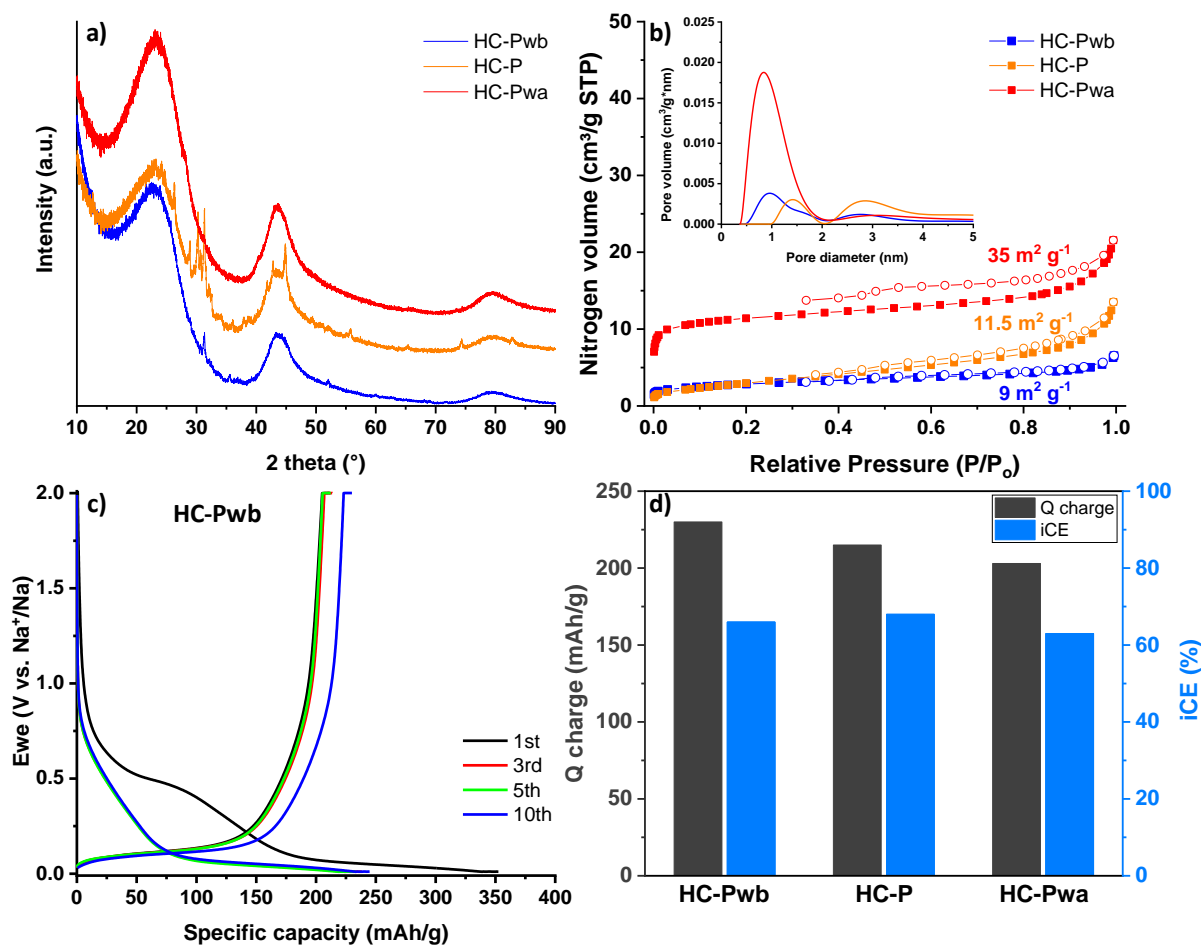 a)
HC-Pwb
HC-P
HC-Pwa
Intensity (a.u.)
10 20 30 40 50 60 70 80 90
2 theta (°)
b)
HC-Pwb
HC-P
HC-Pwa
Nitrogen volume (cm³/g STP)
50
40
30
20
10
0
0.025
0.020
0.015
0.010
0.005
0.000
Pore volume (cm³/g*nm)
0 1 2 3 4 5
Pore diameter (nm)
35 m² g⁻¹
11.5 m² g⁻¹
9 m² g⁻¹
0.0 0.2 0.4 0.6 0.8 1.0
Relative Pressure (P/Pₒ)
c)
HC-Pwb
Ewe (V vs. Na⁺/Na)
2.0
1.5
1.0
0.5
0.0
1st
3rd
5th
10th
0 50 100 150 200 250 300 350 400
Specific capacity (mAh/g)
d)
Q charge
iCE
Q charge (mAh/g)
250
200
150
100
50
0
100
80
60
40
20
0
iCE (%)
HC-Pwb HC-P HC-Pwa